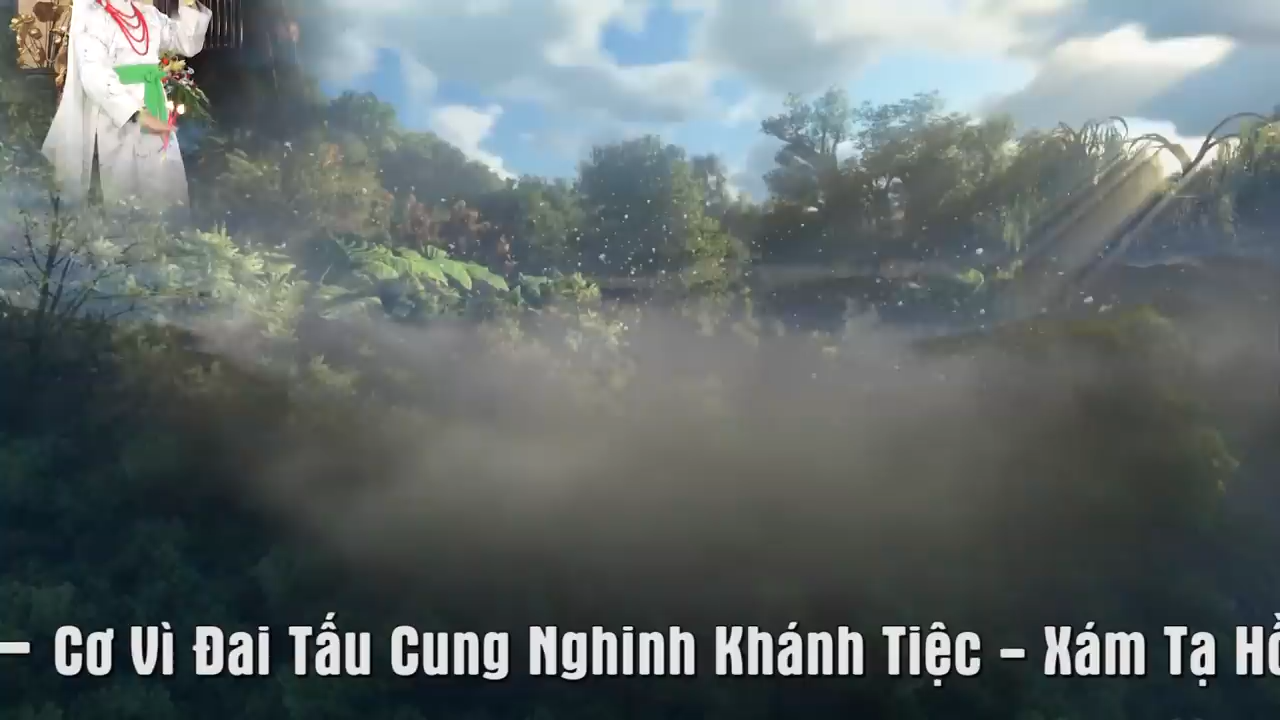 – Cơ Vì Đai Tấu Cung Nghinh Khánh Tiệc – Xám Tạ